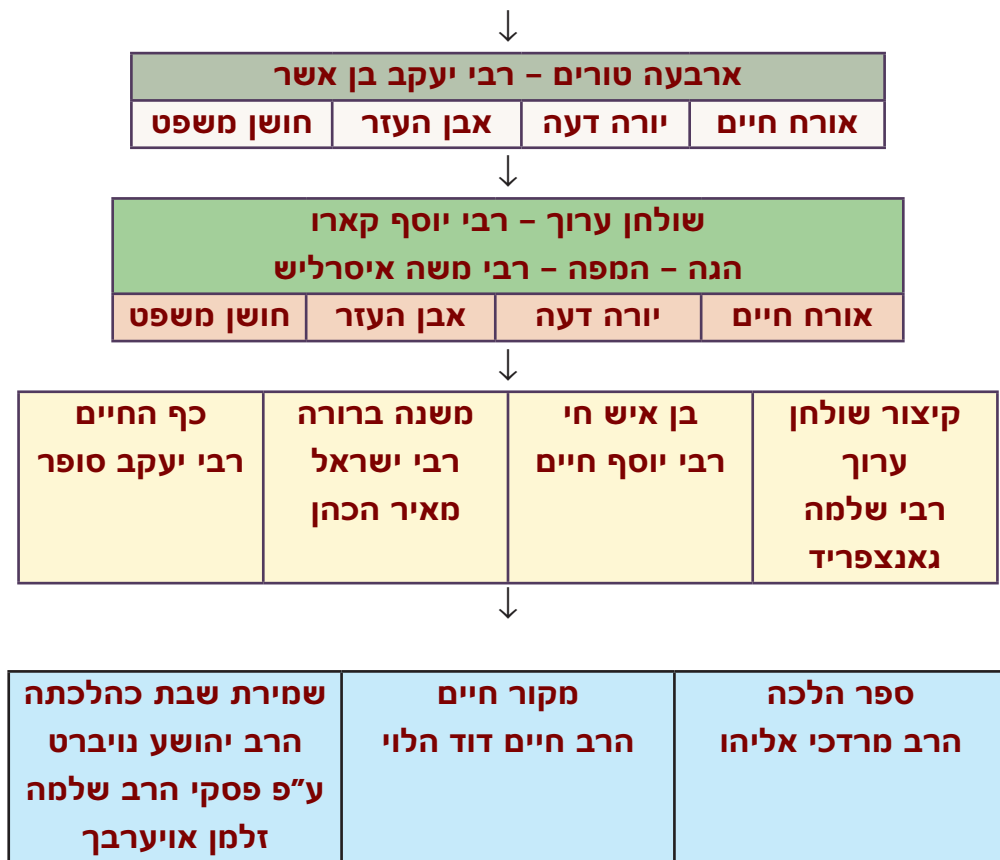 ↓
ארבעה טורים – רבי יעקב בן אשר
אורח חיים יורה דעה אבן העזר חושן משפט
↓
שולחן ערוך – רבי יוסף קארו
הגה – המפה – רבי משה איסרליש
אורח חיים יורה דעה אבן העזר חושן משפט
↓
קיצור שולחן
ערוך
רבי שלמה
גאנצפריד
בן איש חי
רבי יוסף חיים
משנה ברורה
רבי ישראל
מאיר הכהן
כף החיים
רבי יעקב סופר
↓
ספר הלכה
הרב מרדכי אליהו
מקור חיים
הרב חיים דוד הלוי
שמירת שבת כהלכתה
הרב יהושע נויברט
ע"פ פסקי הרב שלמה
זלמן אויערבך